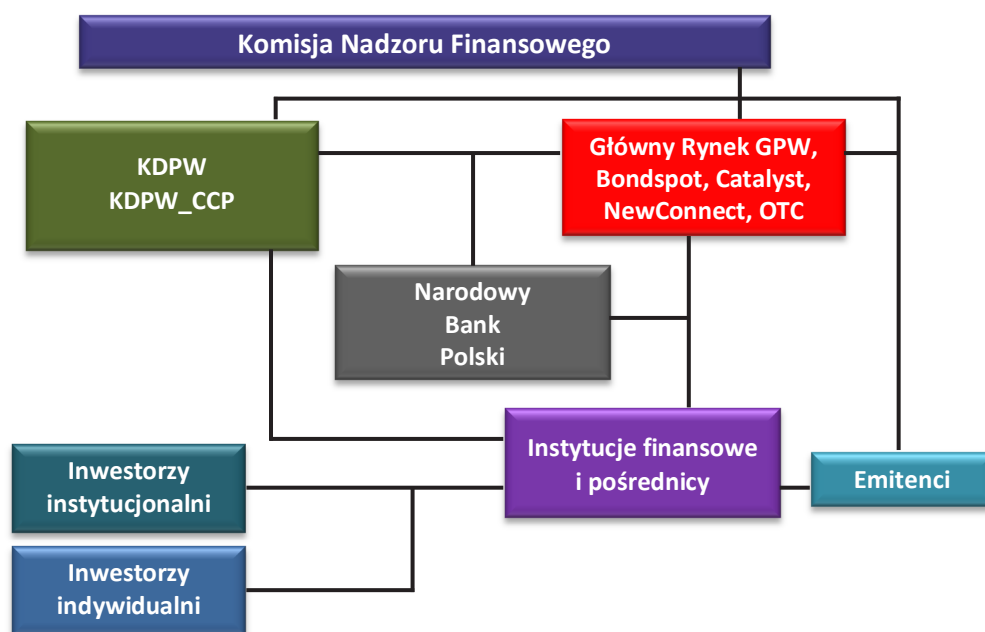 Komisja Nadzoru Finansowego
KDPW
KDPW_CCP
Główny Rynek GPW,
Bondspot, Catalyst,
NewConnect, OTC
Narodowy
Bank
Polski
Instytucje finansowe
i pośrednicy
Emitenci
Inwestorzy
instytucjonalni
Inwestorzy
indywidualni